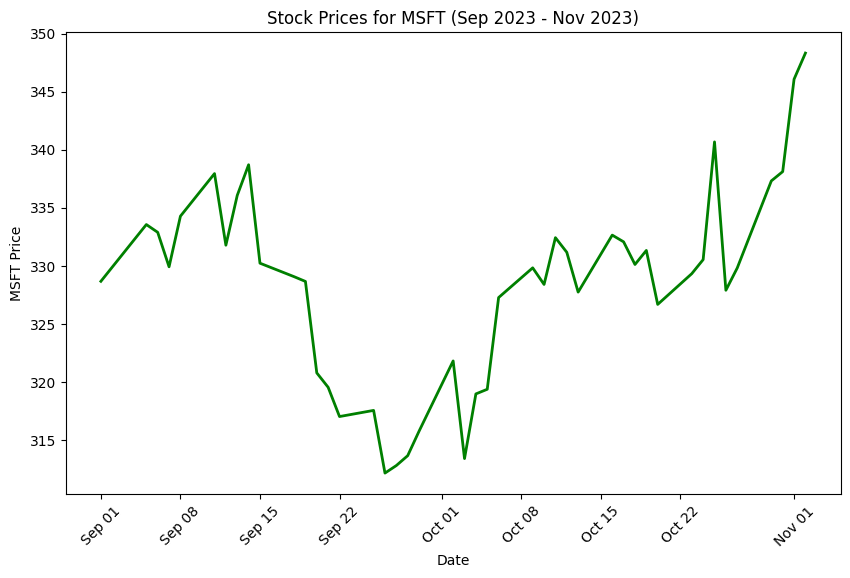 Stock Prices for MSFT (Sep 2023 - Nov 2023)
MSFT Price
350
345
340
335
330
325
320
315
Sep 01
Sep 08
Sep 15
Sep 22
Oct 01
Oct 08
Oct 15
Oct 22
Nov 01
Date